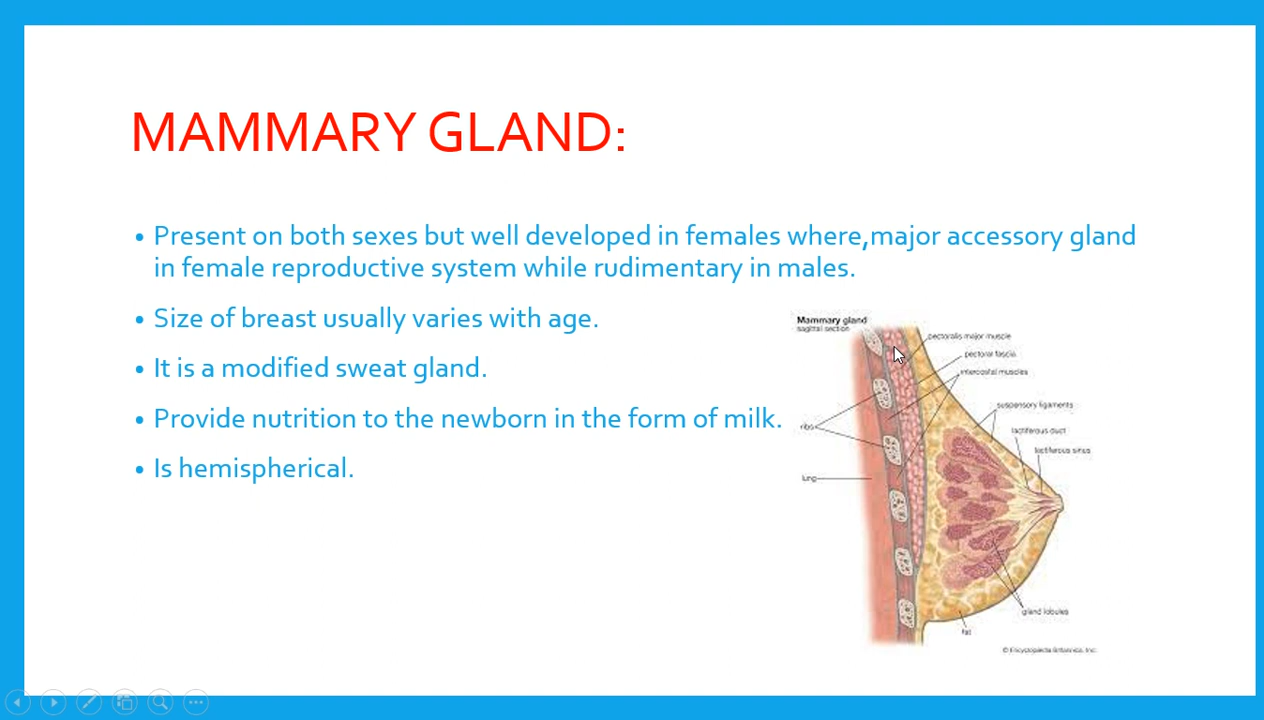 MAMMARY GLAND:
• Present on both sexes but well developed in females where,major accessory gland
in female reproductive system while rudimentary in males.
• Size of breast usually varies with age.
• It is a modified sweat gland.
• Provide nutrition to the newborn in the form of milk.
• Is hemispherical.
Mammary gland
sagittal section
pectoralis major muscle
pectoral fascia
intercostal muscles
suspensory ligaments
ribs
lactiferous duct
lactiferous sinus
lung
gland lobules
fat
© Encyclopædia Britannica, Inc.